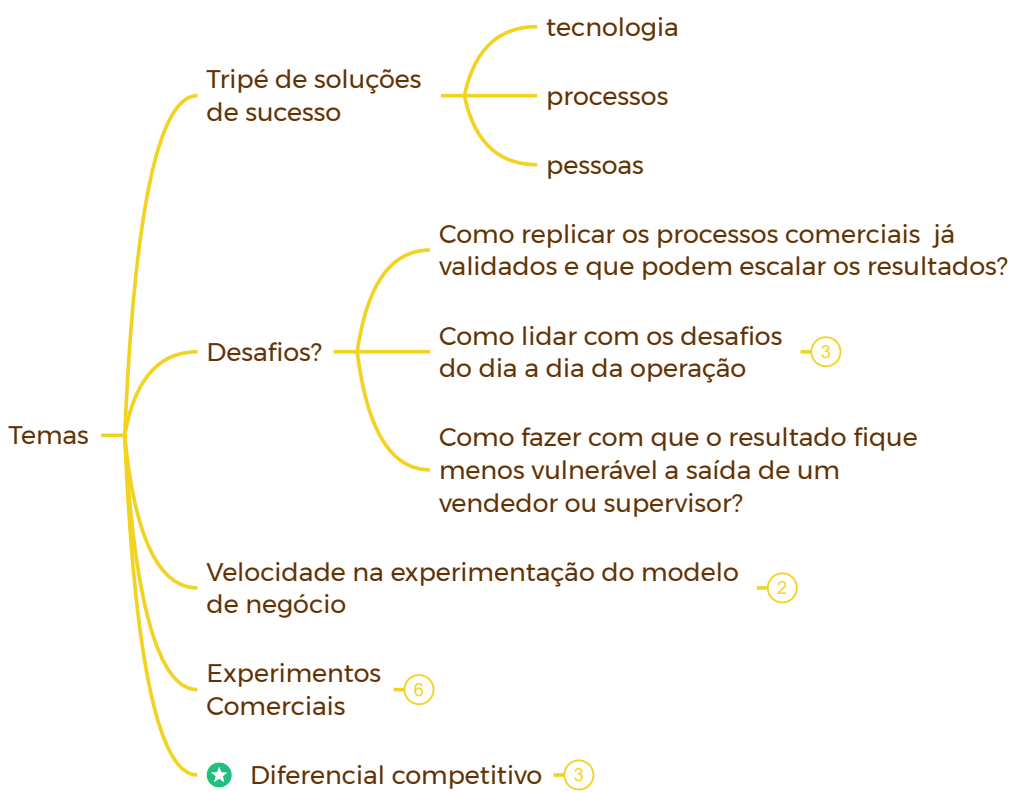 tecnologia
Tripé de soluções
de sucesso
processos
pessoas
Como replicar os processos comerciais  já
validados e que podem escalar os resultados?
Desafios?
Como lidar com os desafios
do dia a dia da operação
3
Como fazer com que o resultado fique
menos vulnerável a saída de um
vendedor ou supervisor?
Temas
Velocidade na experimentação do modelo
de negócio
2
Experimentos
Comerciais
6
Diferencial competitivo
3